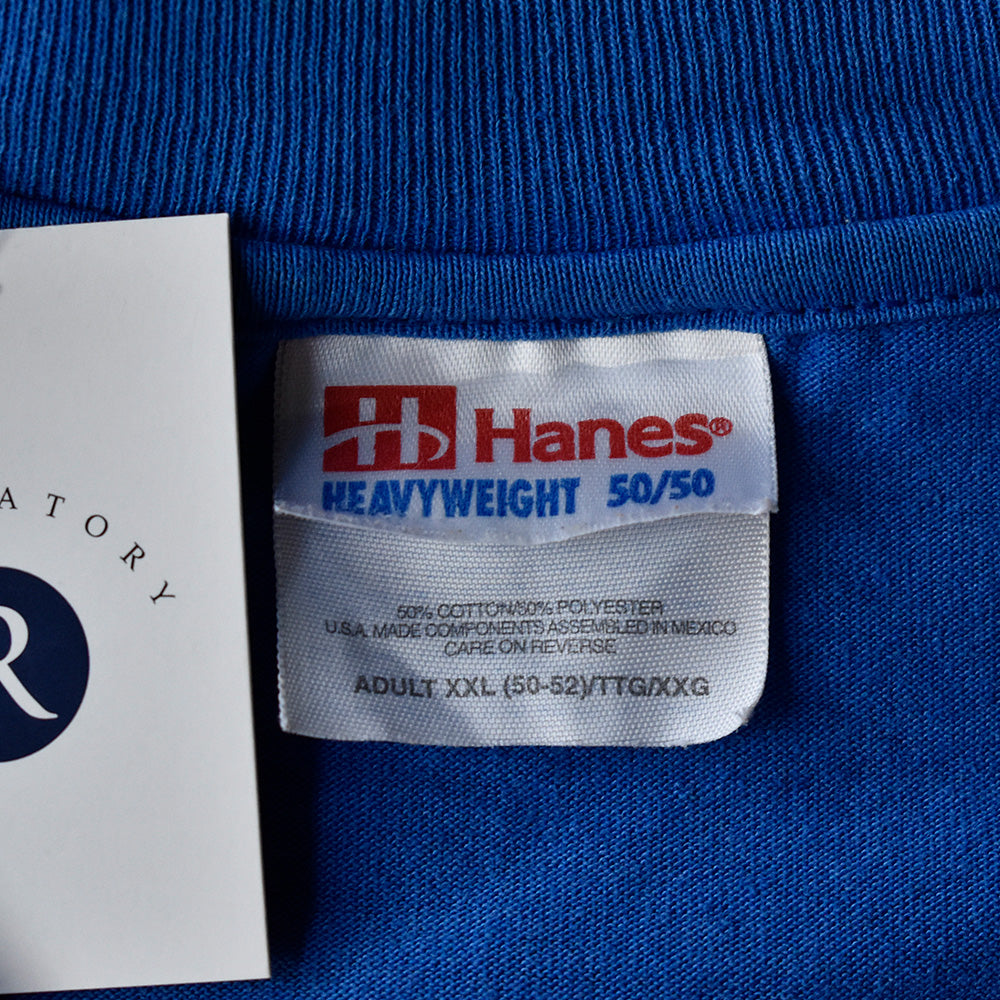 ATORY
R
H Hanes®
HEAVYWEIGHT 50/50
50% COTTON/50% POLYESTER
U.S.A. MADE COMPONENTS ASSEMBLED IN MEXICO
CARE ON REVERSE
ADULT XXL (50-52)/TTG/XXG